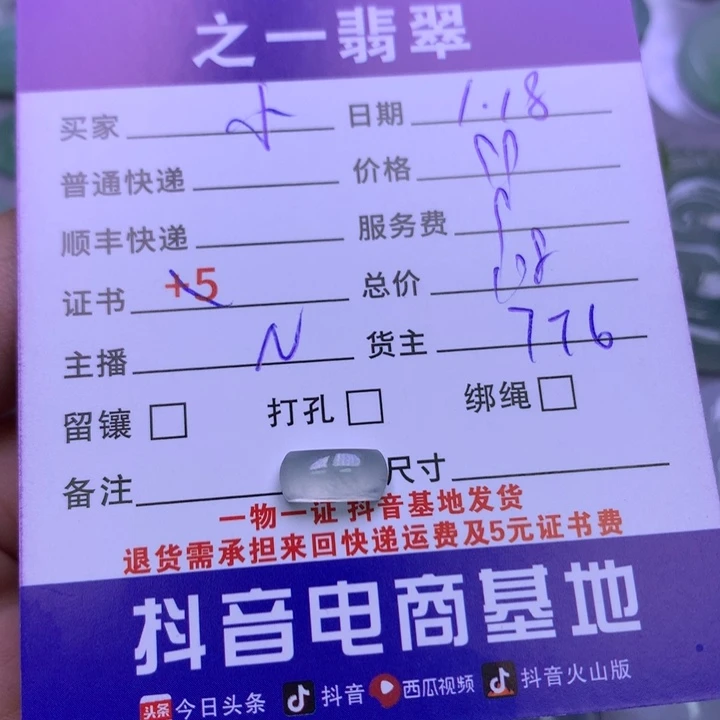 之一翡翠
买家 小 日期 1.18
普通快递 价格
顺丰快递 服务费
证书 +5 总价
主播 N 货主 776
留镶 打孔 绑绳
备注 尺寸
一物一证 抖音基地发货
退货需承担来回快递运费及5元证书费
抖音电商基地
头条 今日头条 抖音 西瓜视频 抖音火山版